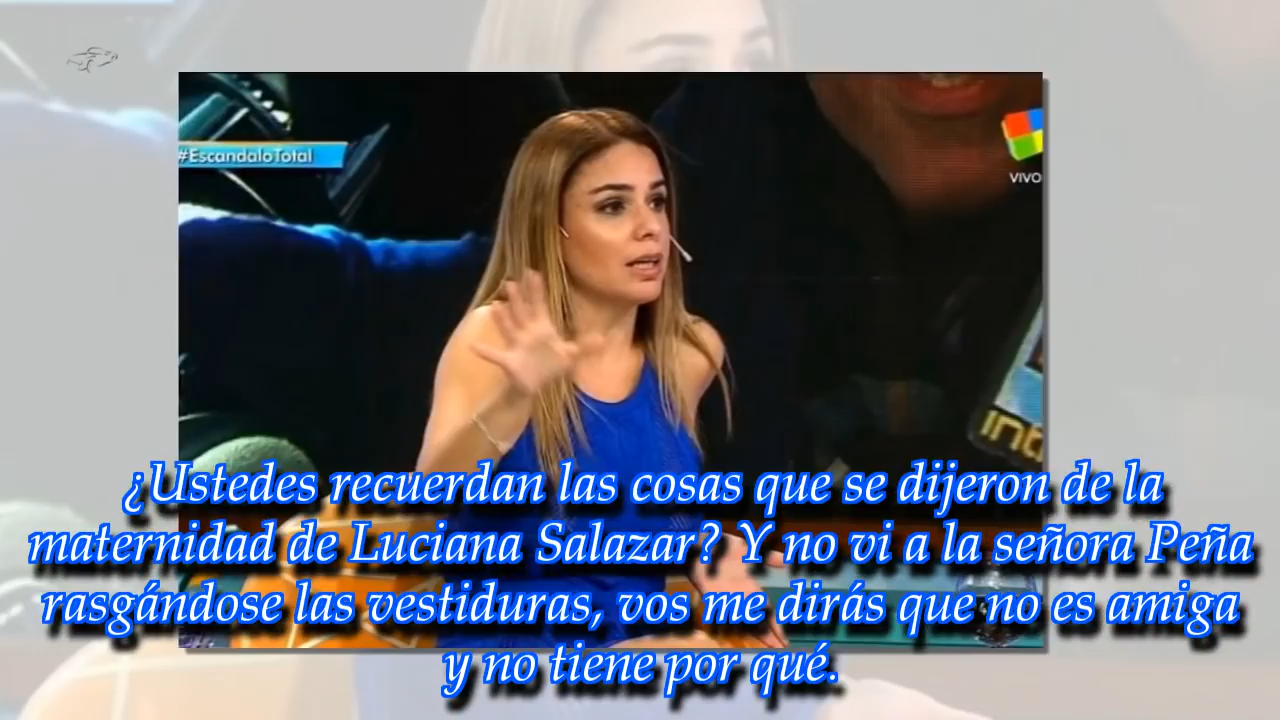 #EscandaloTotal
VIVO
int
¿Ustedes recuerdan las cosas que se dijeron de la
maternidad de Luciana Salazar? Y no vi a la señora Peña
rasgándose las vestiduras, vos me dirás que no es amiga
y no tiene por qué.